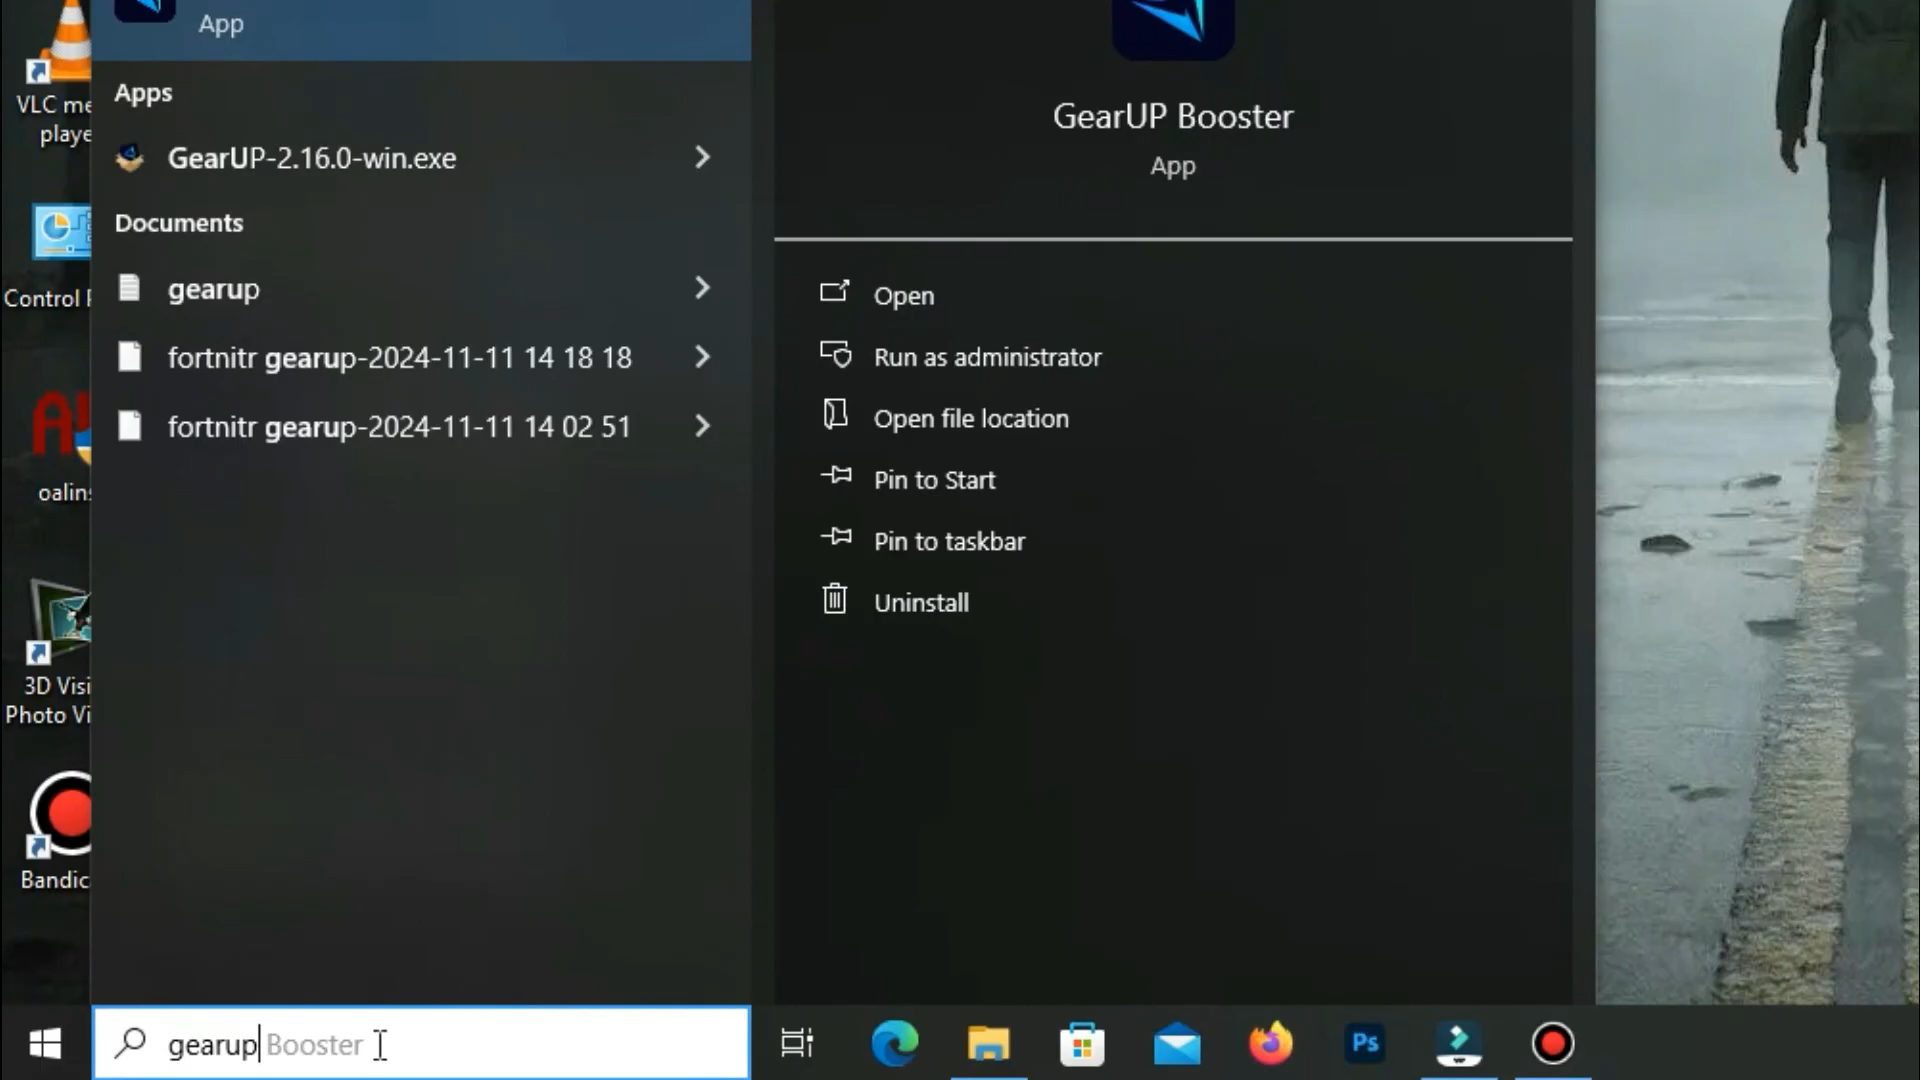 App
Apps
GearUP-2.16.0-win.exe
Documents
gearup
fortnitr gearup-2024-11-11 14 18 18
fortnitr gearup-2024-11-11 14 02 51
GearUP Booster
App
Open
Run as administrator
Open file location
Pin to Start
Pin to taskbar
Uninstall
VLC me
playe
Control
oalins
3D Visi
Photo Vi
Bandic
gearup Booster
Ps